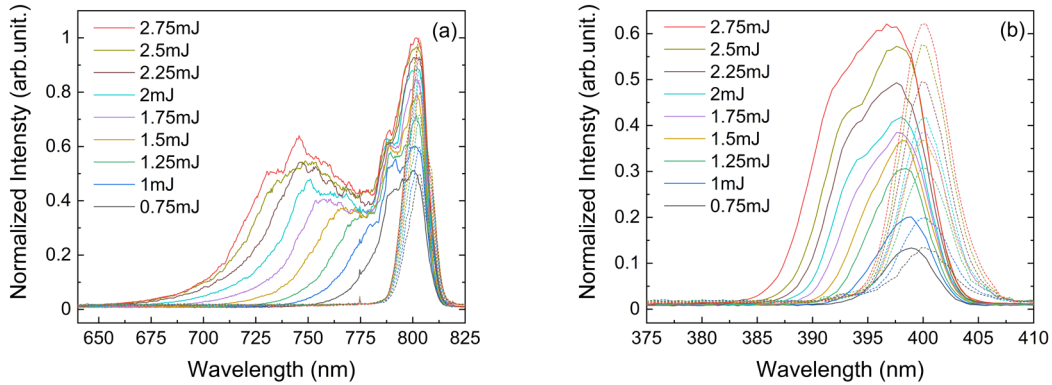 (a)
Normalized Intensty (arb.unit.)
1
0.8
0.6
0.4
0.2
0
2.75mJ
2.5mJ
2.25mJ
2mJ
1.75mJ
1.5mJ
1.25mJ
1mJ
0.75mJ
650 675 700 725 750 775 800 825
Wavelength (nm)
(b)
Normalized Intensty (arb.unit.)
0.6
0.5
0.4
0.3
0.2
0.1
0
2.75mJ
2.5mJ
2.25mJ
2mJ
1.75mJ
1.5mJ
1.25mJ
1mJ
0.75mJ
375 380 385 390 395 400 405 410
Wavelength (nm)